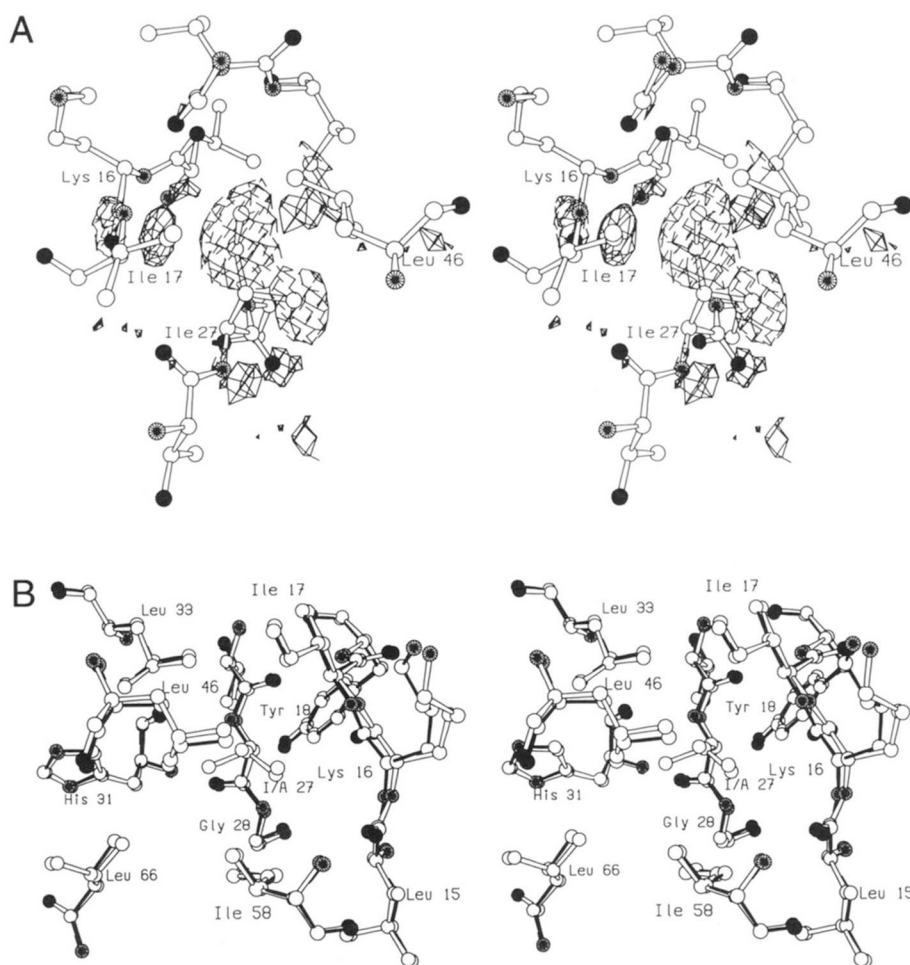 A
Lys 16
Lys 16
Leu 46
Leu 46
Ile 17
Ile 17
Ile 27
Ile 27
B
Ile 17
Ile 17
Leu 33
Leu 33
Leu 46
Leu 46
Tyr 18
Tyr 18
Lys 16
Lys 16
I/A 27
I/A 27
His 31
His 31
Gly 28
Gly 28
Leu 66
Leu 66
Leu 15
Leu 15
Ile 58
Ile 58